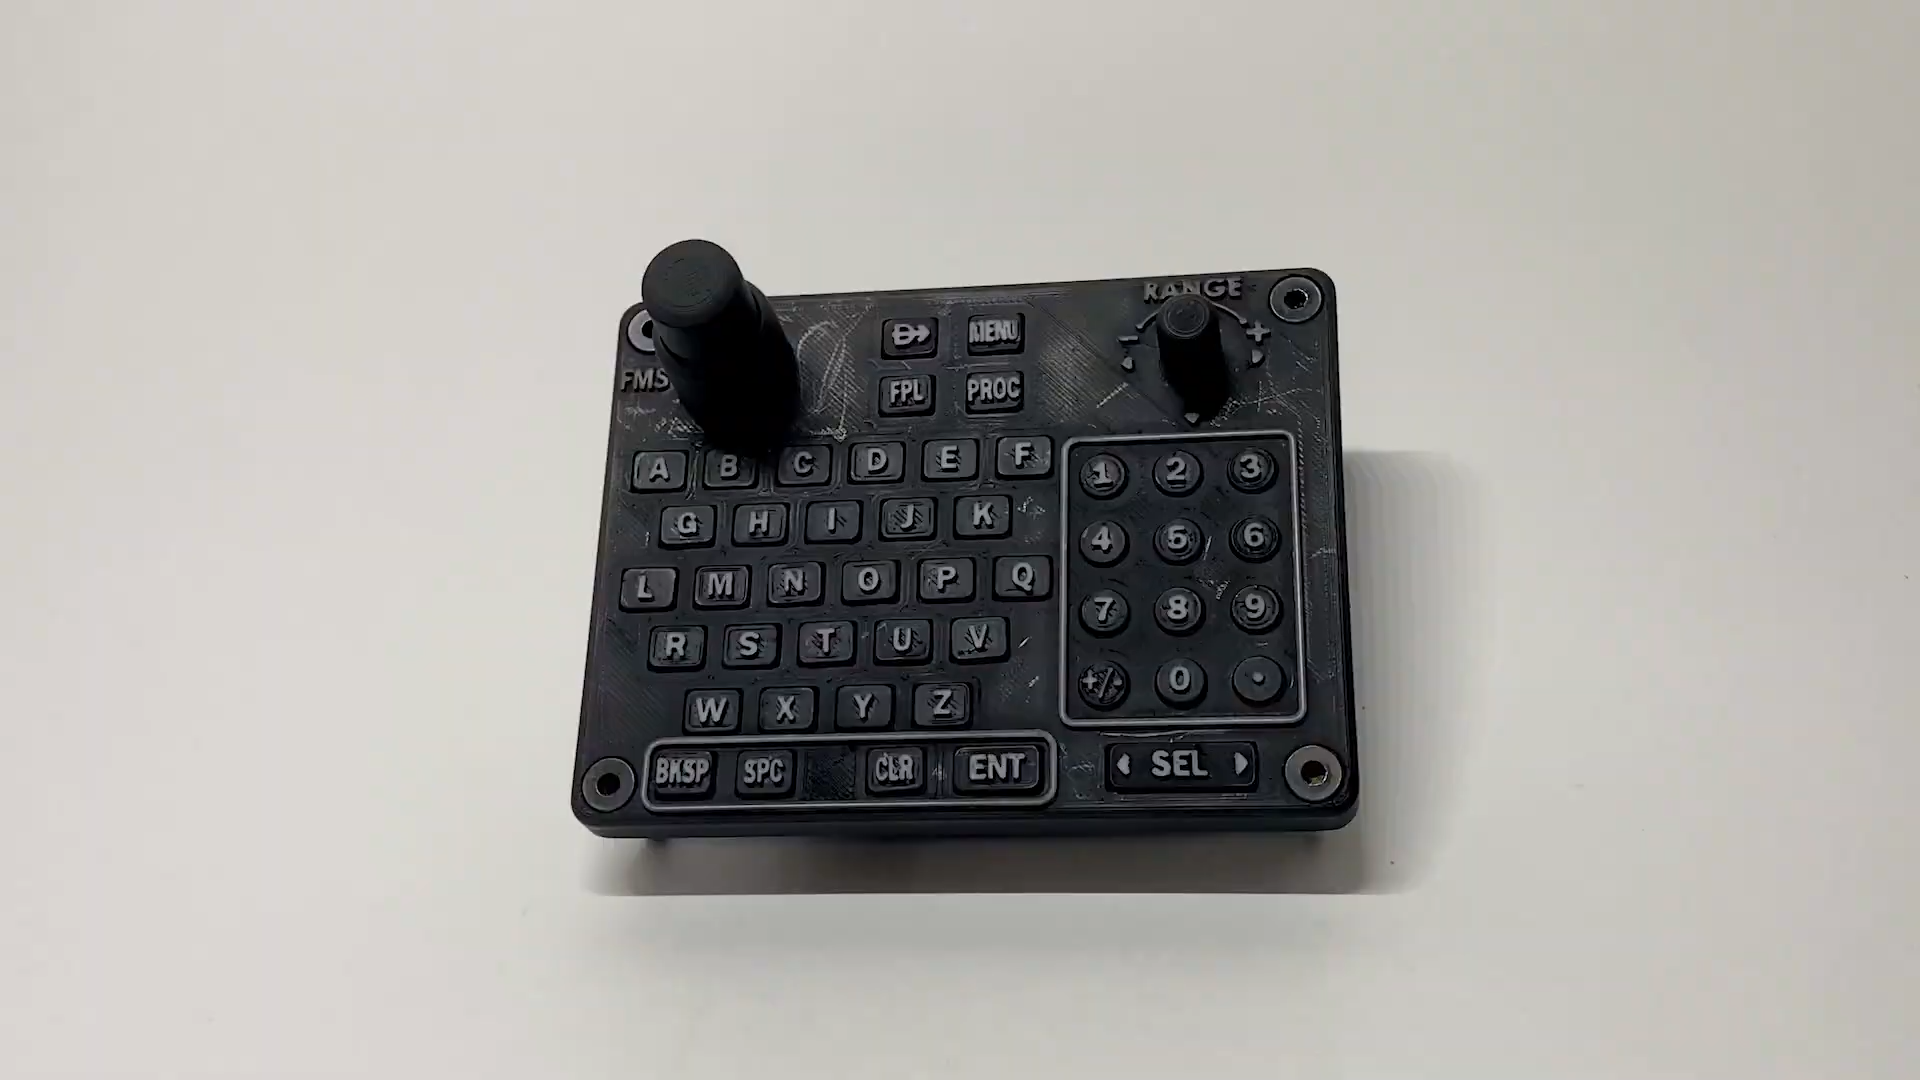 RANGE
MENU
- +
FMS
FPL PROC
A B C D E F
1 2 3
G H I J K
4 5 6
L M N O P Q
7 8 9
R S T U V
+/- 0 .
W X Y Z
BKSP SPC CLR ENT
SEL